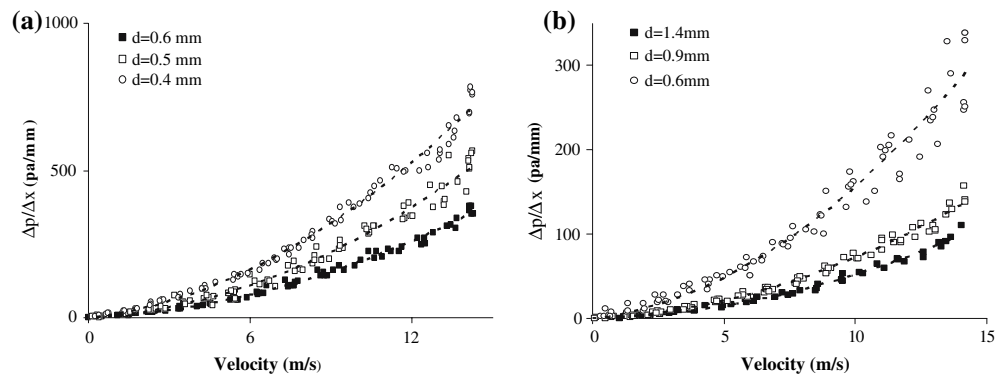 (a)
1000
■ d=0.6 mm
□ d=0.5 mm
○ d=0.4 mm
Δp/Δx (pa/mm)
500
0
0 6 12
Velocity (m/s)
(b)
■ d=1.4mm
□ d=0.9mm
○ d=0.6mm
Δp/Δx (pa/mm)
300
200
100
0
0 5 10 15
Velocity (m/s)